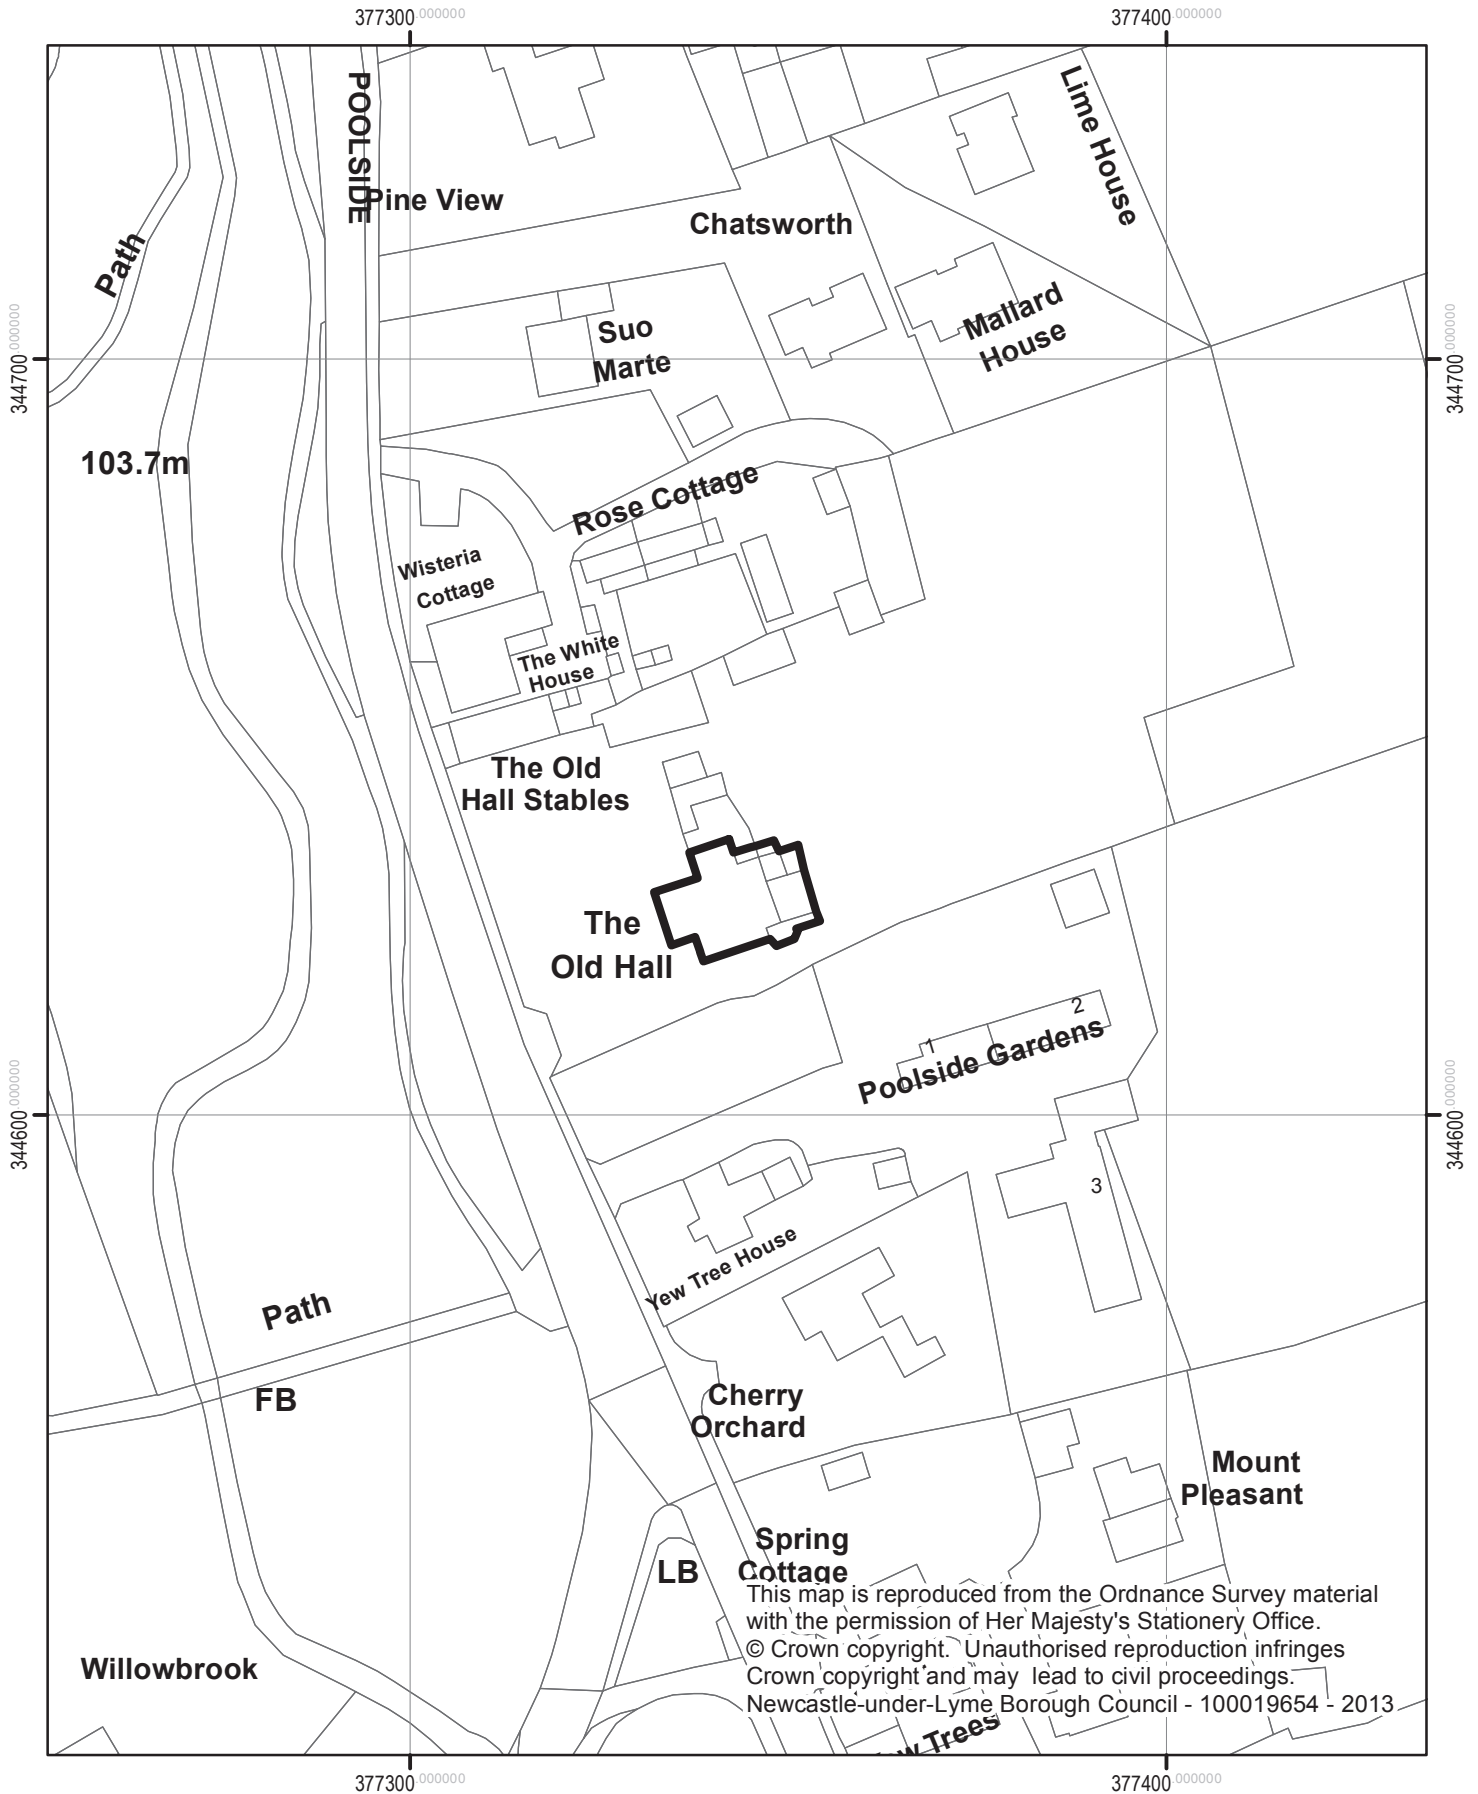 377300.000000
377400.000000
POOLSIDE
Lime House
Pine View
Chatsworth
Path
Mallard
House
Suo
Marte
344700.000000
344700.000000
103.7m
Rose Cottage
Wisteria
Cottage
The White
House
The Old
Hall Stables
The
Old Hall
2
1
Poolside Gardens
344600.000000
344600.000000
3
Yew Tree House
Path
FB
Cherry
Orchard
Mount
Pleasant
Spring
Cottage
LB
This map is reproduced from the Ordnance Survey material
with the permission of Her Majesty's Stationery Office.
© Crown copyright. Unauthorised reproduction infringes
Crown copyright and may lead to civil proceedings.
Newcastle-under-Lyme Borough Council - 100019654 - 2013
Willowbrook
Trees
377300.000000
377400.000000